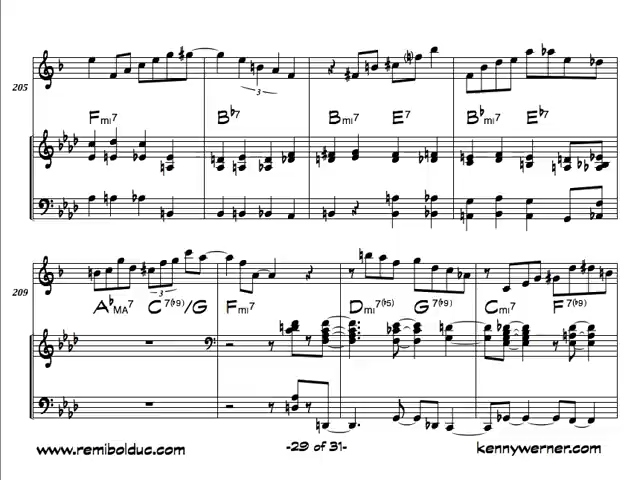 205
3
Fmi7 B♭7 Bmi7 E7 B♭mi7 E♭7
209
3 3
A♭MA7 C7(♭9)/G Fmi7 Dmi7(♭5) G7(♭9) Cmi7 F7(♭9)
www.remibolduc.com -29 of 31- kennywerner.com